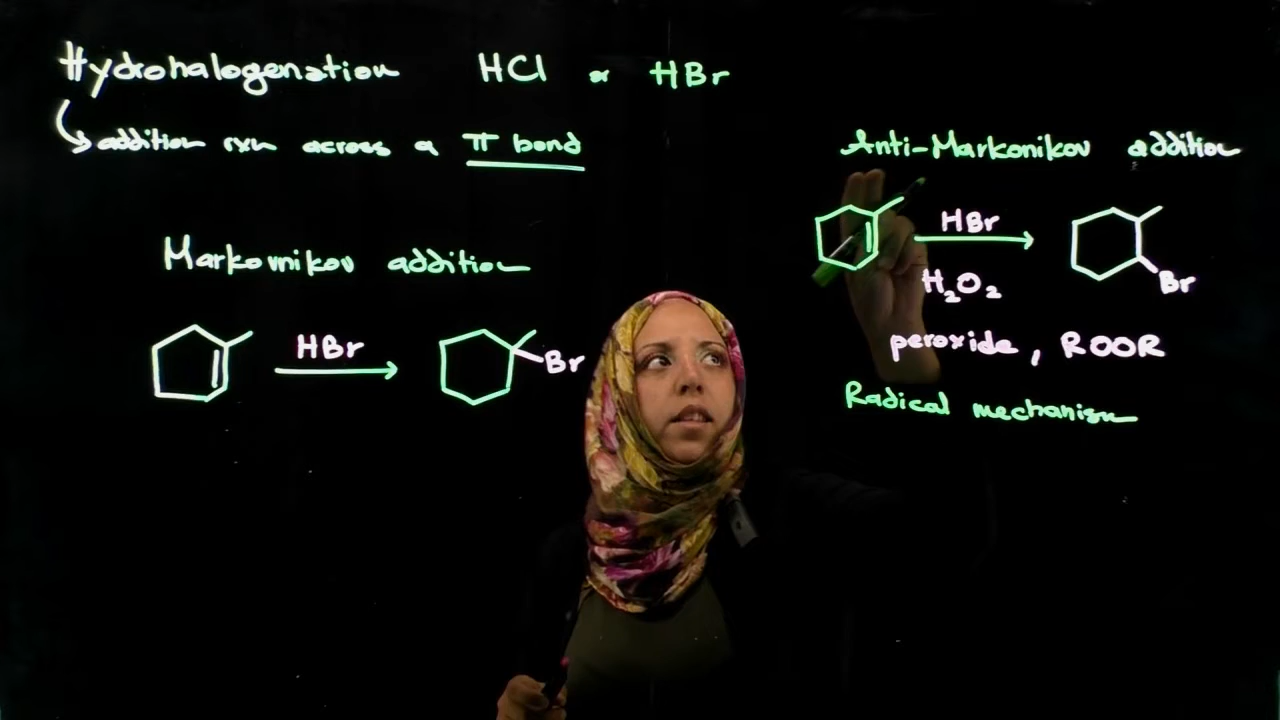 Hydrohalogenation HCl or HBr
addition rxn across a π bond
Markovnikov addition
HBr
Br
Anti-Markonikov addition
HBr
H₂O₂
Br
peroxide, ROOR
Radical mechanism